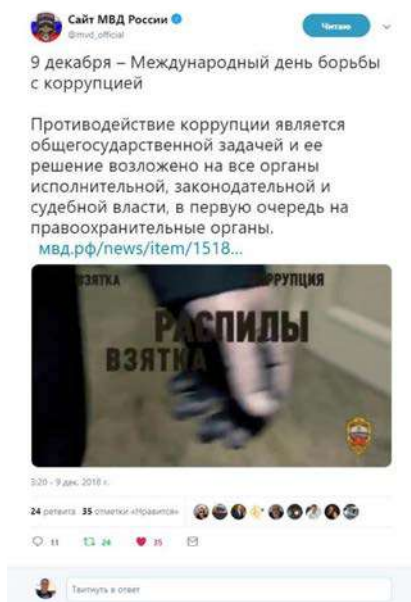 Сайт МВД России
@mvd_official
Читаю
9 декабря – Международный день борьбы
с коррупцией
Противодействие коррупции является
общегосударственной задачей и ее
решение возложено на все органы
исполнительной, законодательной и
судебной власти, в первую очередь на
правоохранительные органы.
мвд.рф/news/item/1518...
ВЗЯТКА
КОРРУПЦИЯ
РАСПИЛЫ
ВЗЯТКА
3:20 - 9 дек. 2018 г.
24 ретвита 35 отметки «Нравится»
11 24 35
Твитнуть в ответ